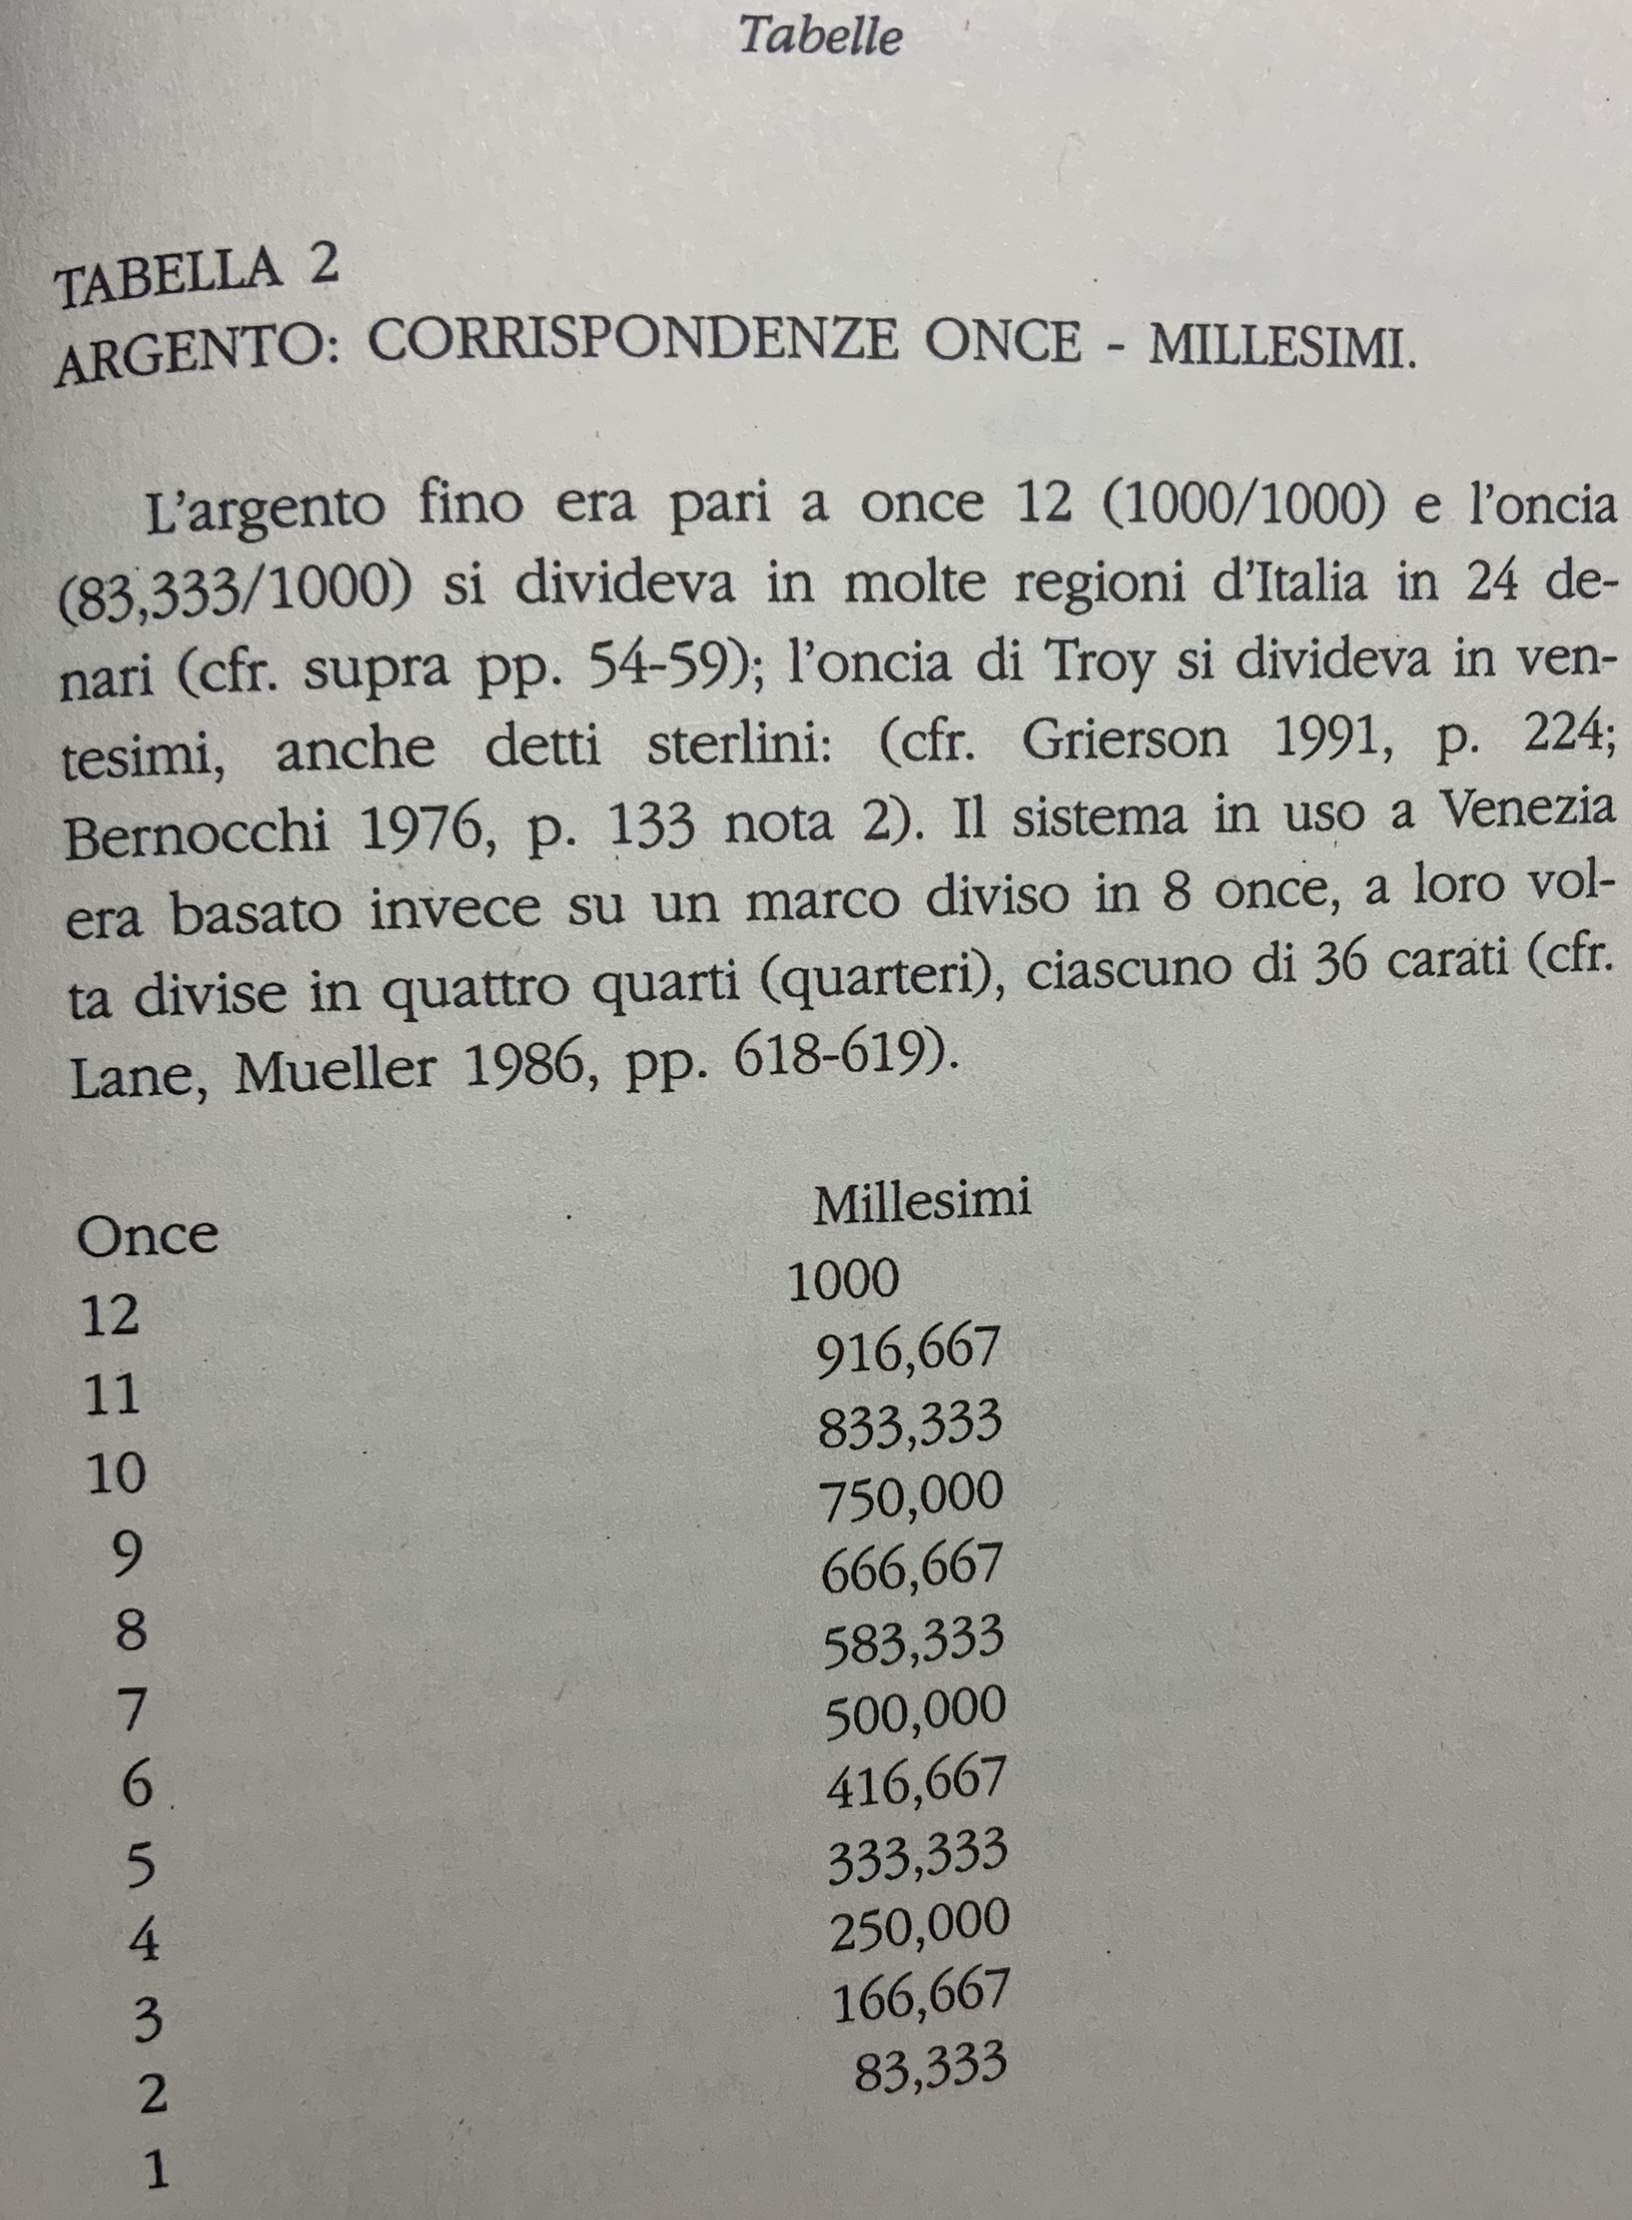 Tabelle
TABELLA 2
ARGENTO: CORRISPONDENZE ONCE - MILLESIMI.
L'argento fino era pari a once 12 (1000/1000) e l'oncia
(83,333/1000) si divideva in molte regioni d'Italia in 24 de-
nari (cfr. supra pp. 54-59); l'oncia di Troy si divideva in ven-
tesimi, anche detti sterlini: (cfr. Grierson 1991, p. 224;
Bernocchi 1976, p. 133 nota 2). Il sistema in uso a Venezia
era basato invece su un marco diviso in 8 once, a loro vol-
ta divise in quattro quarti (quarteri), ciascuno di 36 carati (cfr.
Lane, Mueller 1986, pp. 618-619).
Once Millesimi
12 1000
11 916,667
10 833,333
9 750,000
8 666,667
7 583,333
6 500,000
5 416,667
4 333,333
3 250,000
2 166,667
1 83,333